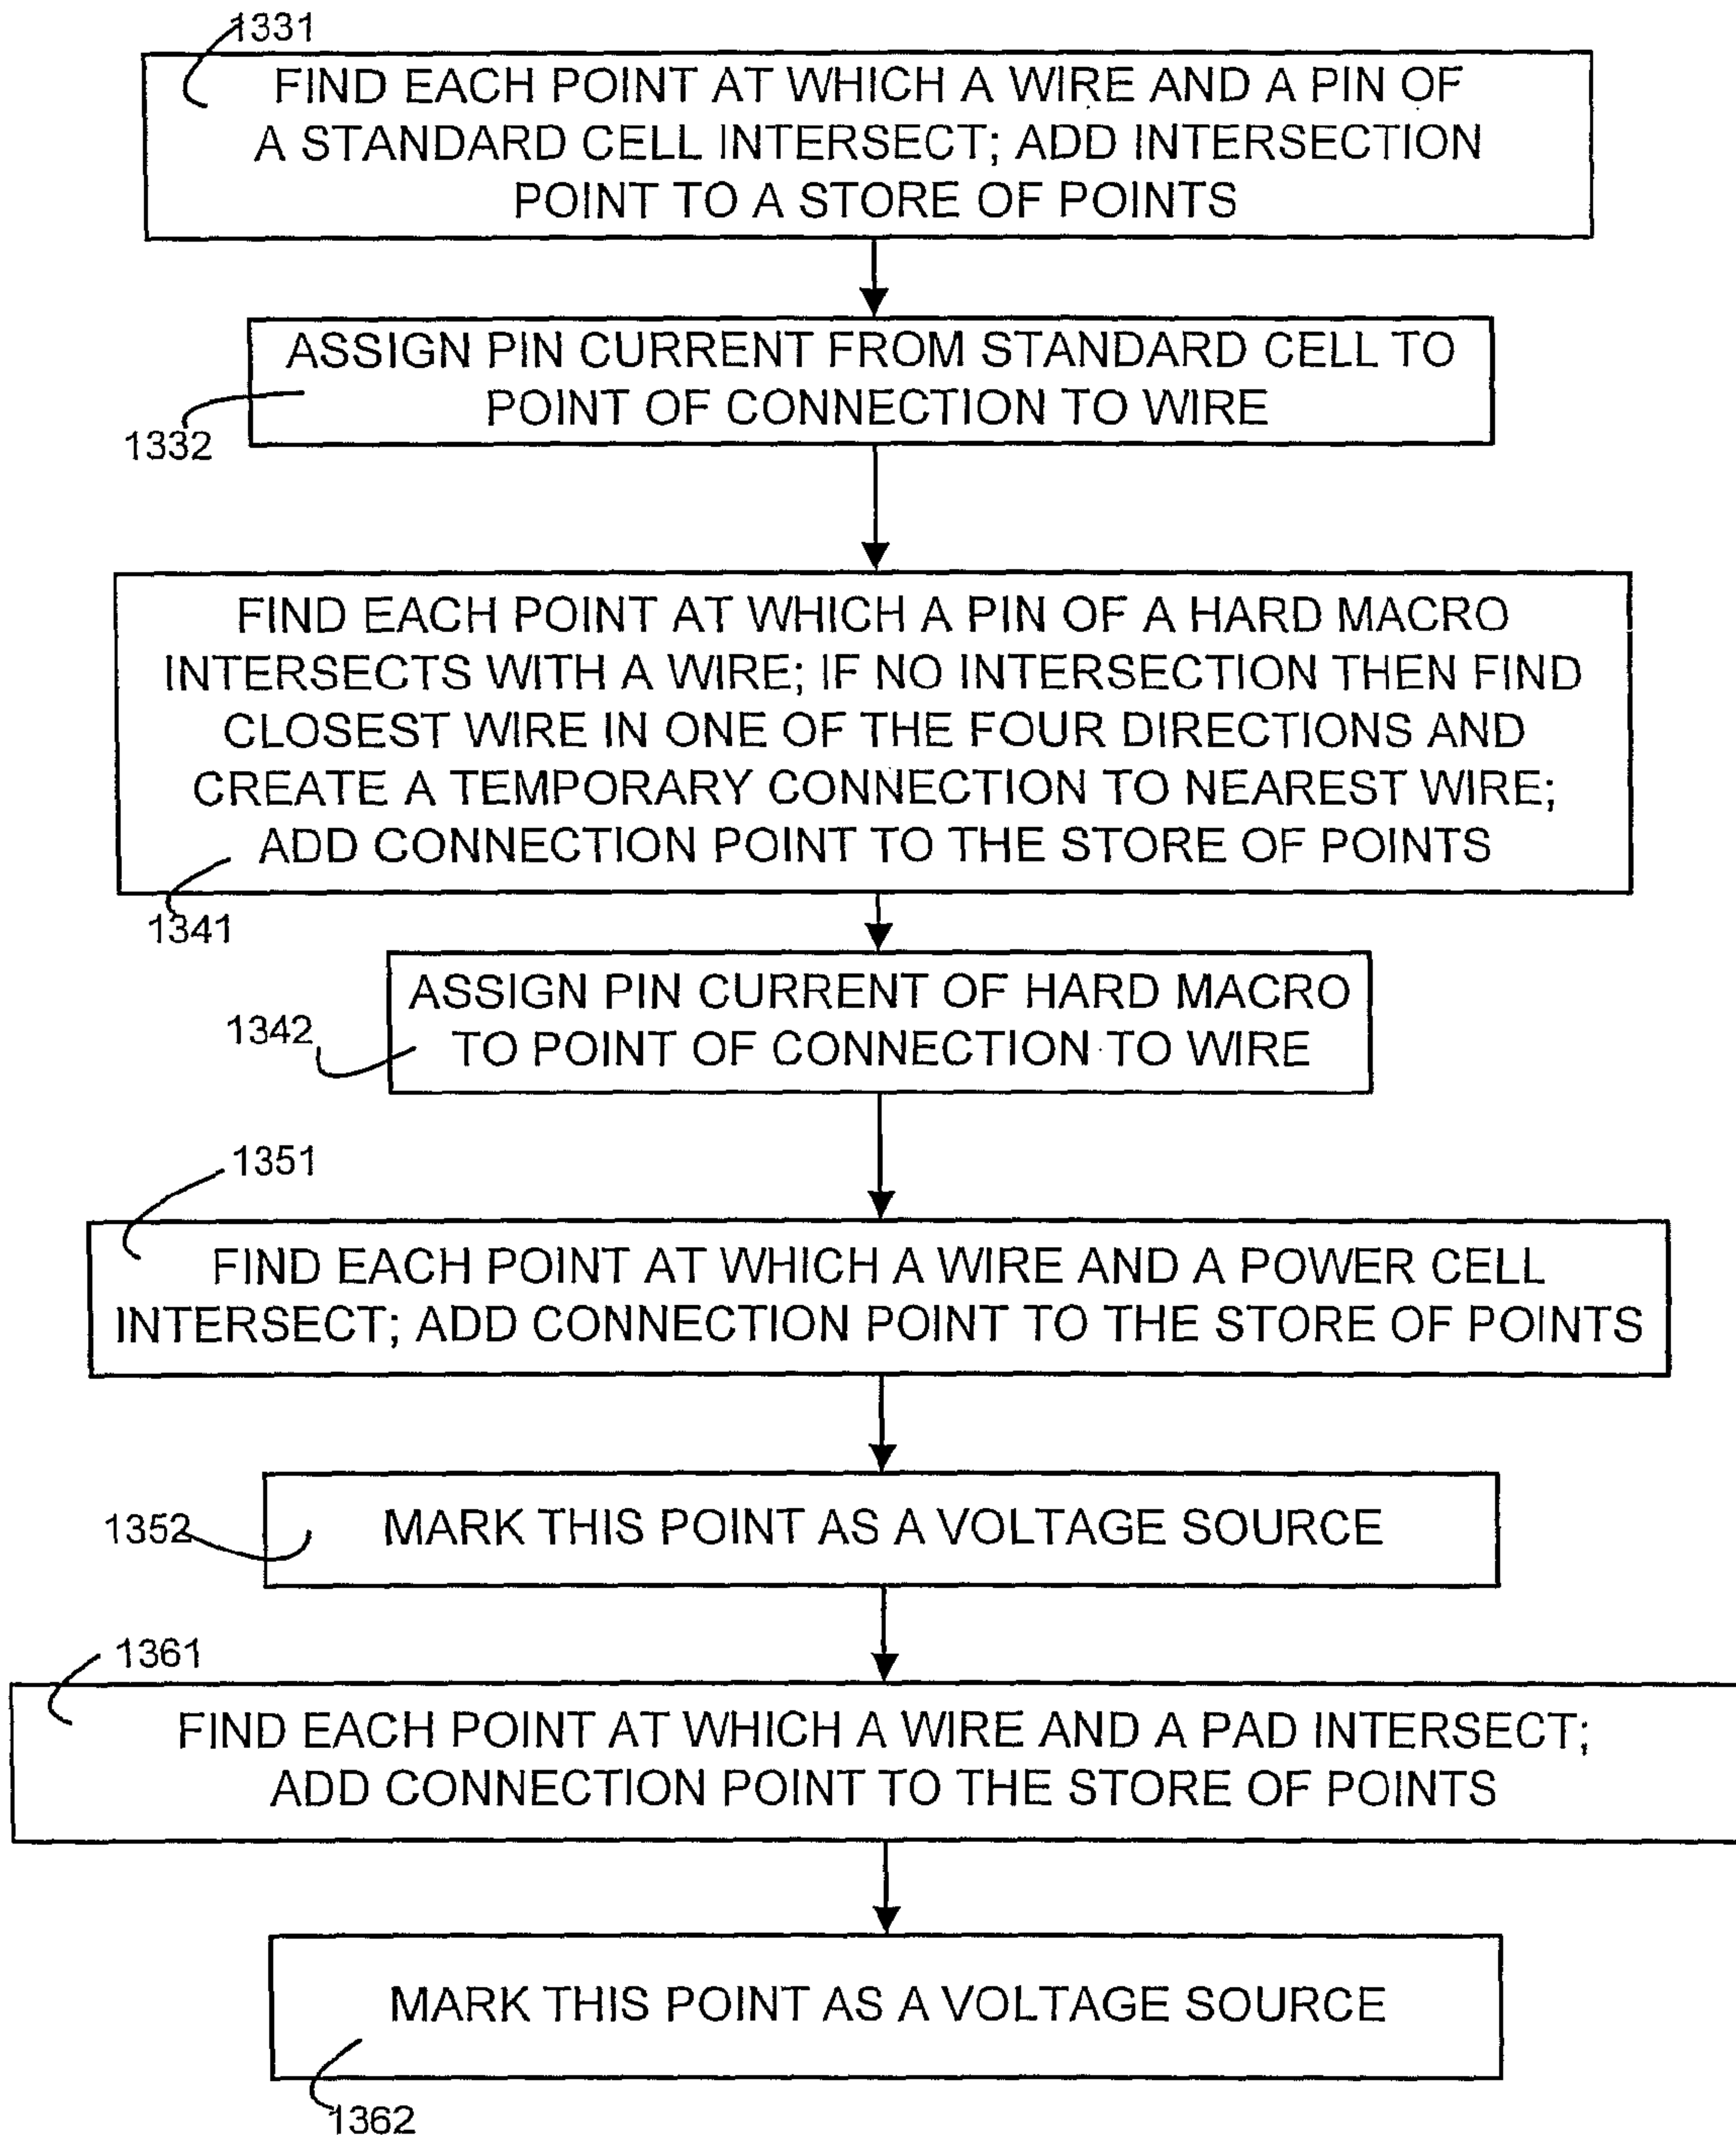 1331
FIND EACH POINT AT WHICH A WIRE AND A PIN OF
A STANDARD CELL INTERSECT; ADD INTERSECTION
POINT TO A STORE OF POINTS
ASSIGN PIN CURRENT FROM STANDARD CELL TO
POINT OF CONNECTION TO WIRE
1332
FIND EACH POINT AT WHICH A PIN OF A HARD MACRO
INTERSECTS WITH A WIRE; IF NO INTERSECTION THEN FIND
CLOSEST WIRE IN ONE OF THE FOUR DIRECTIONS AND
CREATE A TEMPORARY CONNECTION TO NEAREST WIRE;
ADD CONNECTION POINT TO THE STORE OF POINTS
1341
ASSIGN PIN CURRENT OF HARD MACRO
TO POINT OF CONNECTION TO WIRE
1342
1351
FIND EACH POINT AT WHICH A WIRE AND A POWER CELL
INTERSECT; ADD CONNECTION POINT TO THE STORE OF POINTS
MARK THIS POINT AS A VOLTAGE SOURCE
1352
1361
FIND EACH POINT AT WHICH A WIRE AND A PAD INTERSECT;
ADD CONNECTION POINT TO THE STORE OF POINTS
MARK THIS POINT AS A VOLTAGE SOURCE
1362